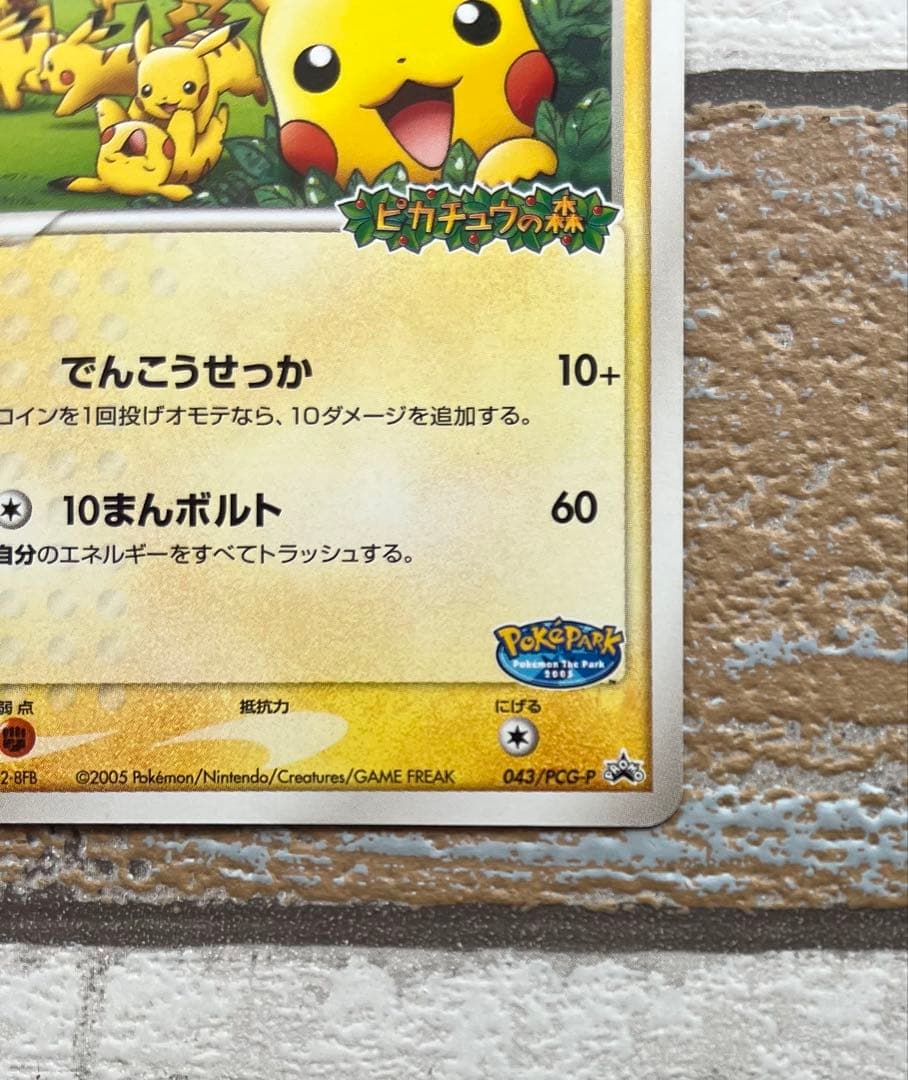 ピカチュウの森
でんこうせっか 10+
コインを1回投げオモテなら、10ダメージを追加する。
10まんボルト 60
自分のエネルギーをすべてトラッシュする。
POKÉPARK
Pokémon The Park
2005
弱点 抵抗力 にげる
2-8FB ©2005 Pokémon/Nintendo/Creatures/GAME FREAK 043/PCG-P PROMO